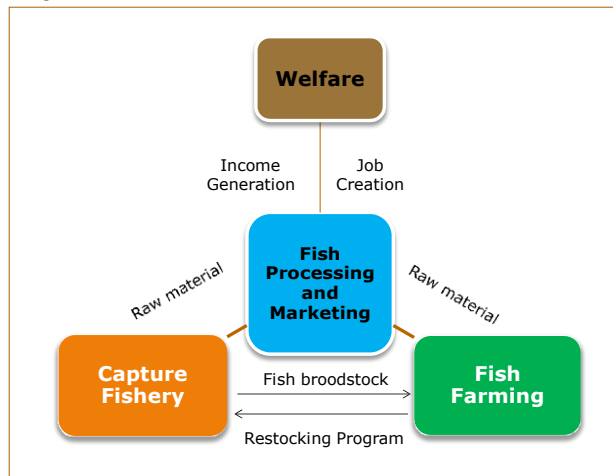 Welfare
Income
Generation
Job
Creation
Fish
Processing
and
Marketing
Raw material
Raw material
Capture
Fishery
Fish broodstock
Restocking Program
Fish
Farming